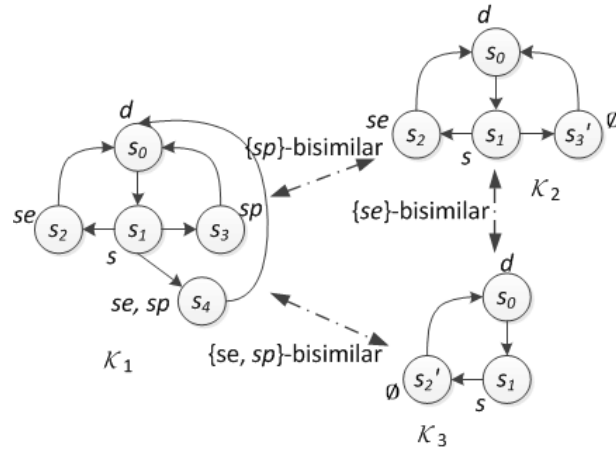 d
s0
se
s2
s1
s3'
∅
s
K2
{sp}-bisimilar
d
s0
se
s2
s1
s3
sp
s
{se}-bisimilar
se, sp
s4
K1
{se, sp}-bisimilar
d
s0
s2'
s1
∅
s
K3